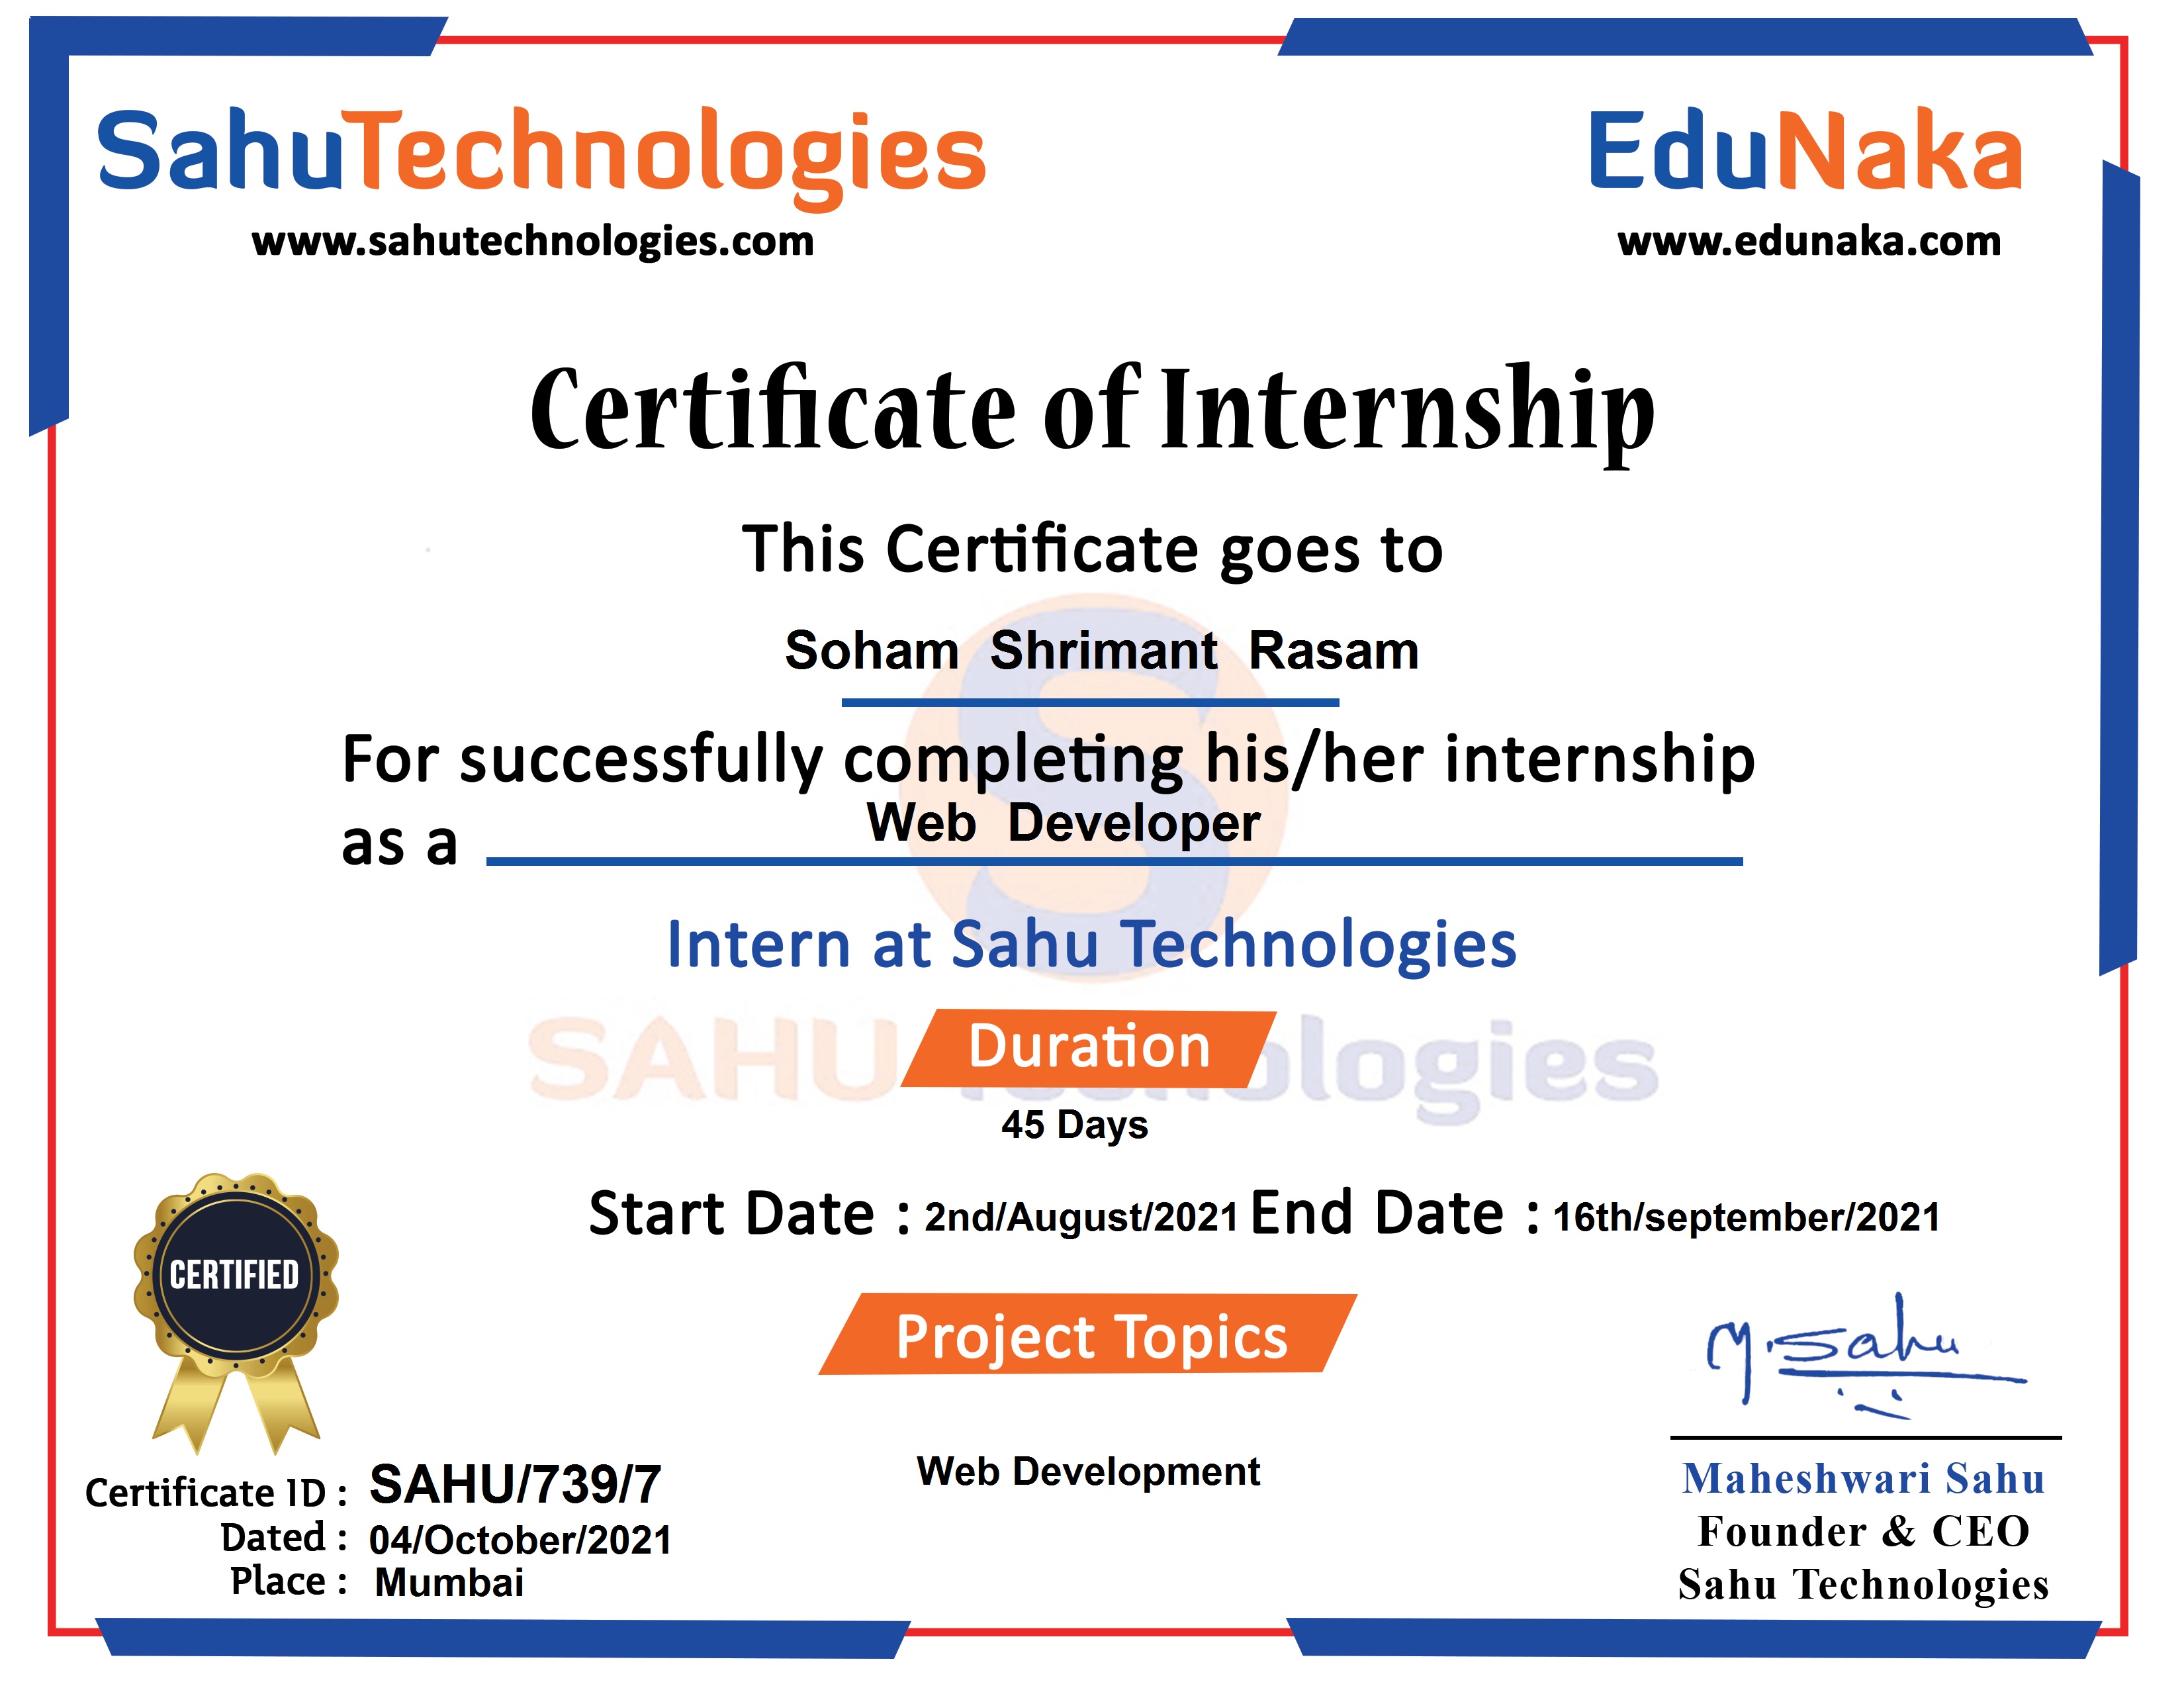 SahuTechnologies
www.sahutechnologies.com
EduNaka
www.edunaka.com
Certificate of Internship
This Certificate goes to
Soham Shrimant Rasam
For successfully completing his/her internship
as a Web Developer
Intern at Sahu Technologies
Duration
45 Days
Start Date : 2nd/August/2021 End Date : 16th/september/2021
CERTIFIED
Project Topics
Web Development
Certificate ID : SAHU/739/7
Dated : 04/October/2021
Place : Mumbai
M.Sahu
Maheshwari Sahu
Founder & CEO
Sahu Technologies
S
SAHU Technologies